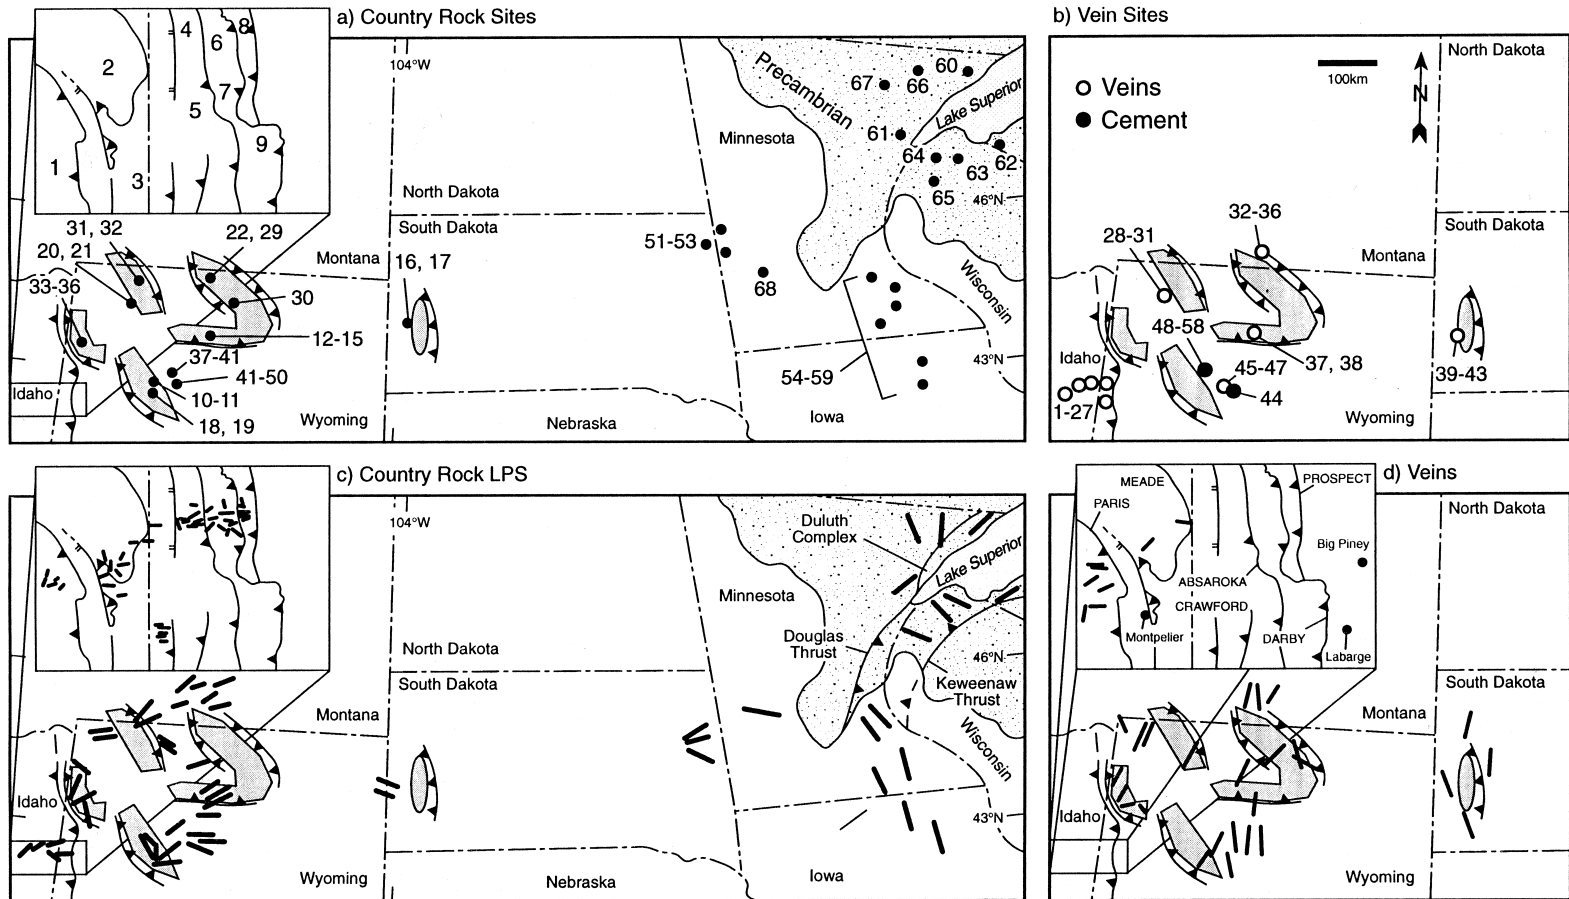 a) Country Rock Sites
1
2
3
4
5
6
7
8
9
104°W
Precambrian
67
66
60
Lake Superior
61
64
63
62
65
46°N
Minnesota
North Dakota
South Dakota
Montana
31, 32
20, 21
22, 29
33-36
30
12-15
37-41
41-50
10-11
18, 19
16, 17
51-53
68
54-59
Wisconsin
43°N
Idaho
Wyoming
Nebraska
Iowa
b) Vein Sites
North Dakota
100km
N
Veins
Cement
32-36
28-31
South Dakota
Montana
48-58
Idaho
45-47
37, 38
39-43
1-27
44
Wyoming
c) Country Rock LPS
104°W
Duluth
Complex
Lake Superior
Minnesota
Douglas
Thrust
North Dakota
46°N
South Dakota
Keweenaw
Thrust
Montana
Wisconsin
Idaho
43°N
Wyoming
Nebraska
Iowa
d) Veins
MEADE
PROSPECT
PARIS
North Dakota
Big Piney
ABSAROKA
CRAWFORD
Montpelier
DARBY
Labarge
South Dakota
Montana
Idaho
Wyoming